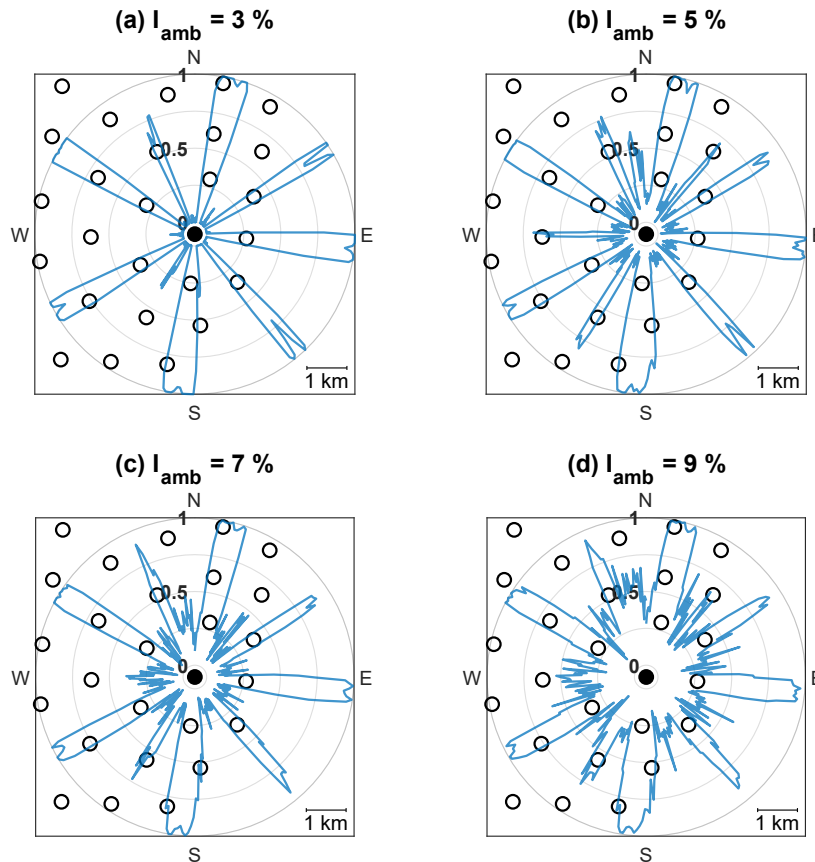 (a) I_amb = 3 %
N
1
0.5
0
W
E
1 km
S
(b) I_amb = 5 %
N
1
0.5
0
W
E
1 km
S
(c) I_amb = 7 %
N
1
0.5
0
W
E
1 km
S
(d) I_amb = 9 %
N
1
0.5
0
W
E
1 km
S